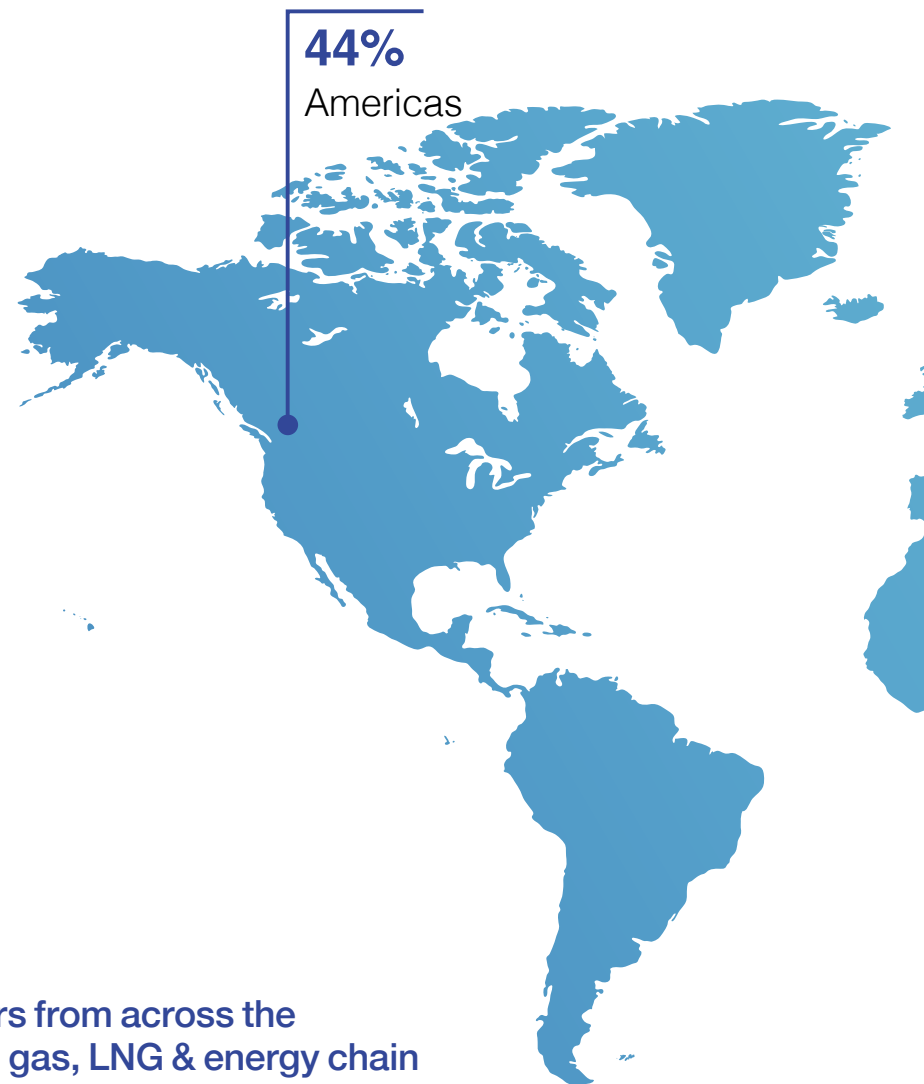 44%
Americas
rs from across the
gas, LNG & energy chain